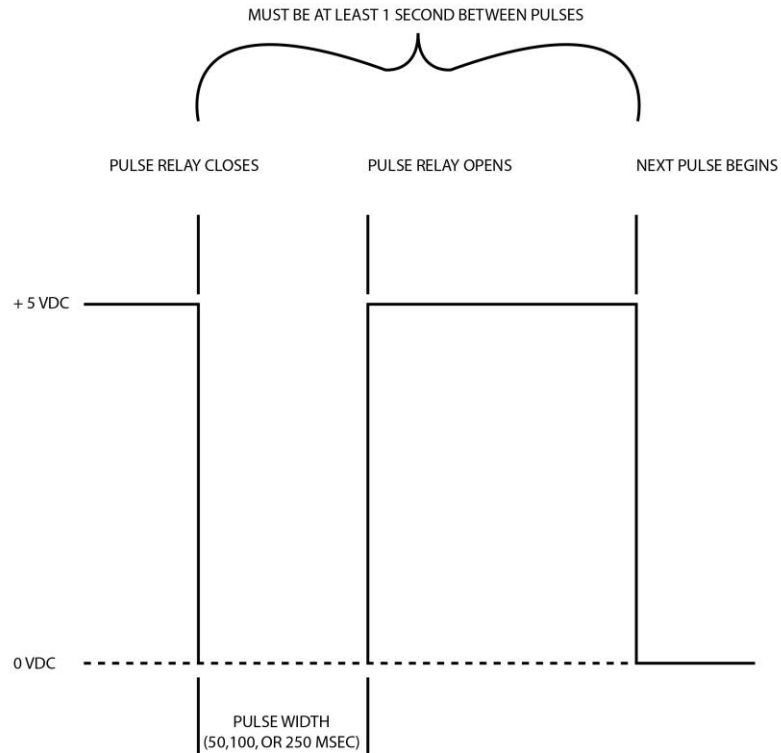 MUST BE AT LEAST 1 SECOND BETWEEN PULSES
PULSE RELAY CLOSES
PULSE RELAY OPENS
NEXT PULSE BEGINS
+ 5 VDC
0 VDC
PULSE WIDTH
(50,100, OR 250 MSEC)